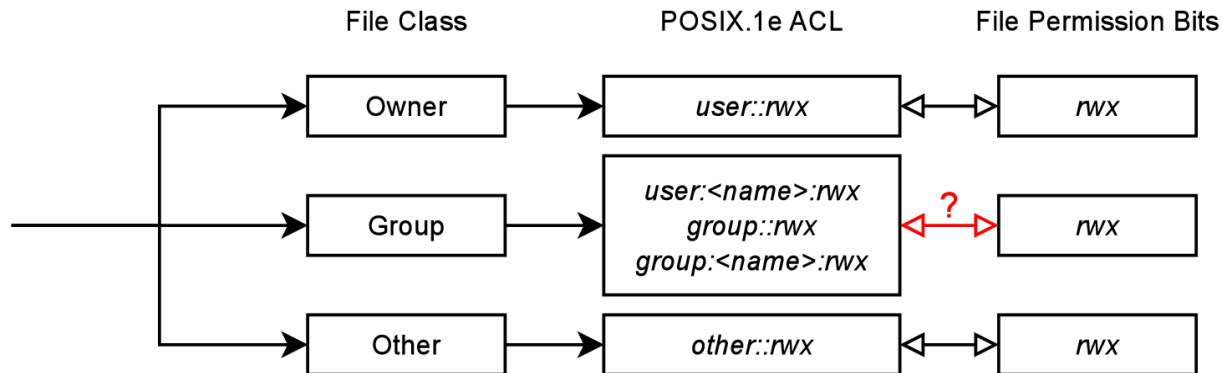 File Class
POSIX.1e ACL
File Permission Bits
Owner
user::rwx
rwx
Group
user:<name>:rwx
group::rwx
group:<name>:rwx
?
rwx
Other
other::rwx
rwx